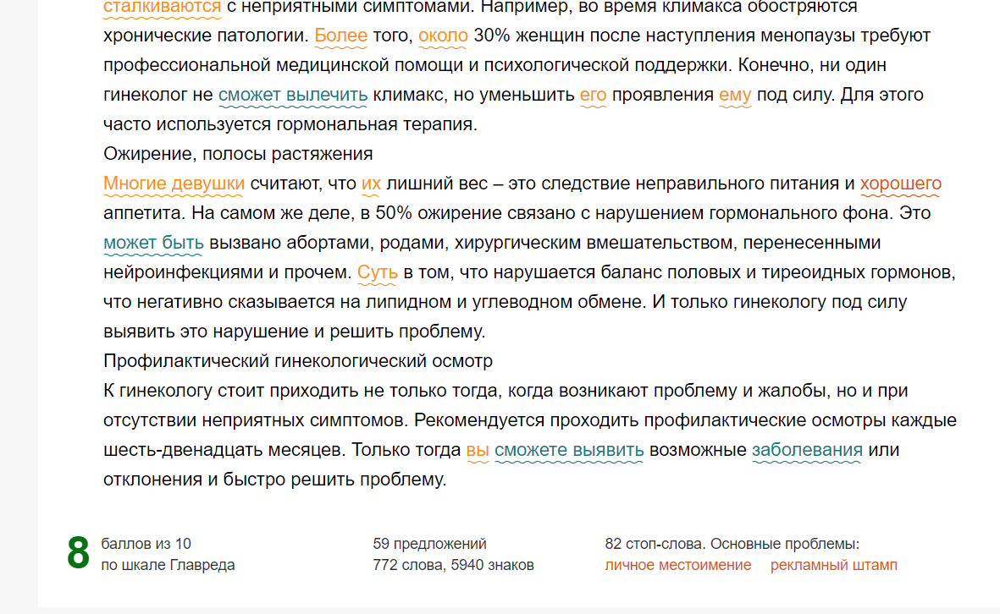 сталкиваются с неприятными симптомами. Например, во время климакса обостряются
хронические патологии. Более того, около 30% женщин после наступления менопаузы требуют
профессиональной медицинской помощи и психологической поддержки. Конечно, ни один
гинеколог не сможет вылечить климакс, но уменьшить его проявления ему под силу. Для этого
часто используется гормональная терапия.
Ожирение, полосы растяжения
Многие девушки считают, что их лишний вес – это следствие неправильного питания и хорошего
аппетита. На самом же деле, в 50% ожирение связано с нарушением гормонального фона. Это
может быть вызвано абортами, родами, хирургическим вмешательством, перенесенными
нейроинфекциями и прочем. Суть в том, что нарушается баланс половых и тиреоидных гормонов,
что негативно сказывается на липидном и углеводном обмене. И только гинекологу под силу
выявить это нарушение и решить проблему.
Профилактический гинекологический осмотр
К гинекологу стоит приходить не только тогда, когда возникают проблему и жалобы, но и при
отсутствии неприятных симптомов. Рекомендуется проходить профилактические осмотры каждые
шесть-двенадцать месяцев. Только тогда вы сможете выявить возможные заболевания или
отклонения и быстро решить проблему.
8 баллов из 10 59 предложений 82 стоп-слова. Основные проблемы:
по шкале Главреда 772 слова, 5940 знаков личное местоимение рекламный штамп